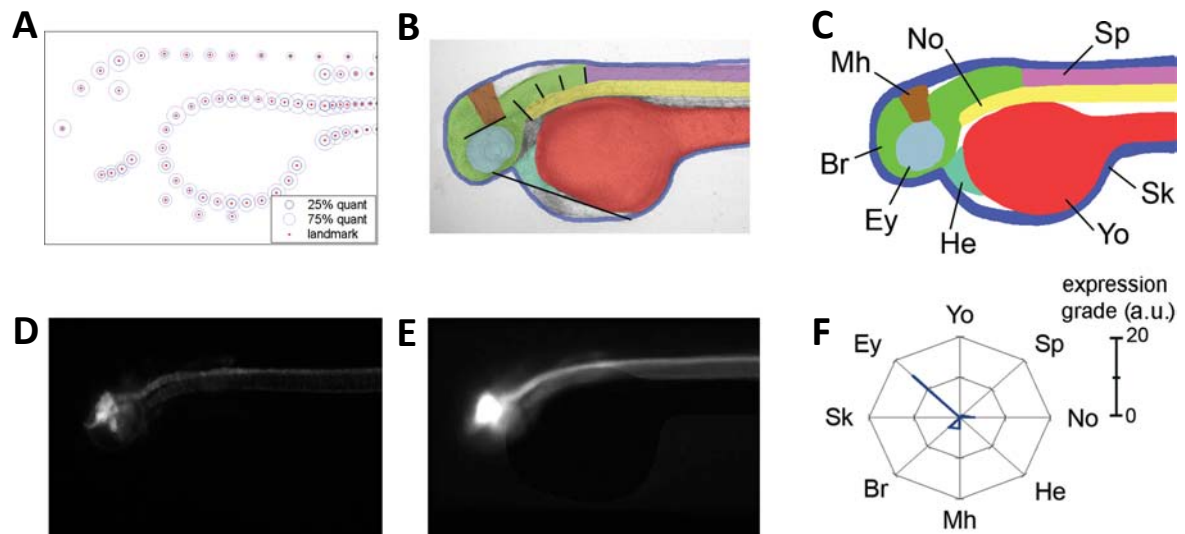 A
25% quant
75% quant
landmark
B
C
No
Sp
Mh
Br
Ey
He
Yo
Sk
D
E
F
expression
grade (a.u.)
20
0
Yo
Ey
Sp
Sk
No
Br
He
Mh